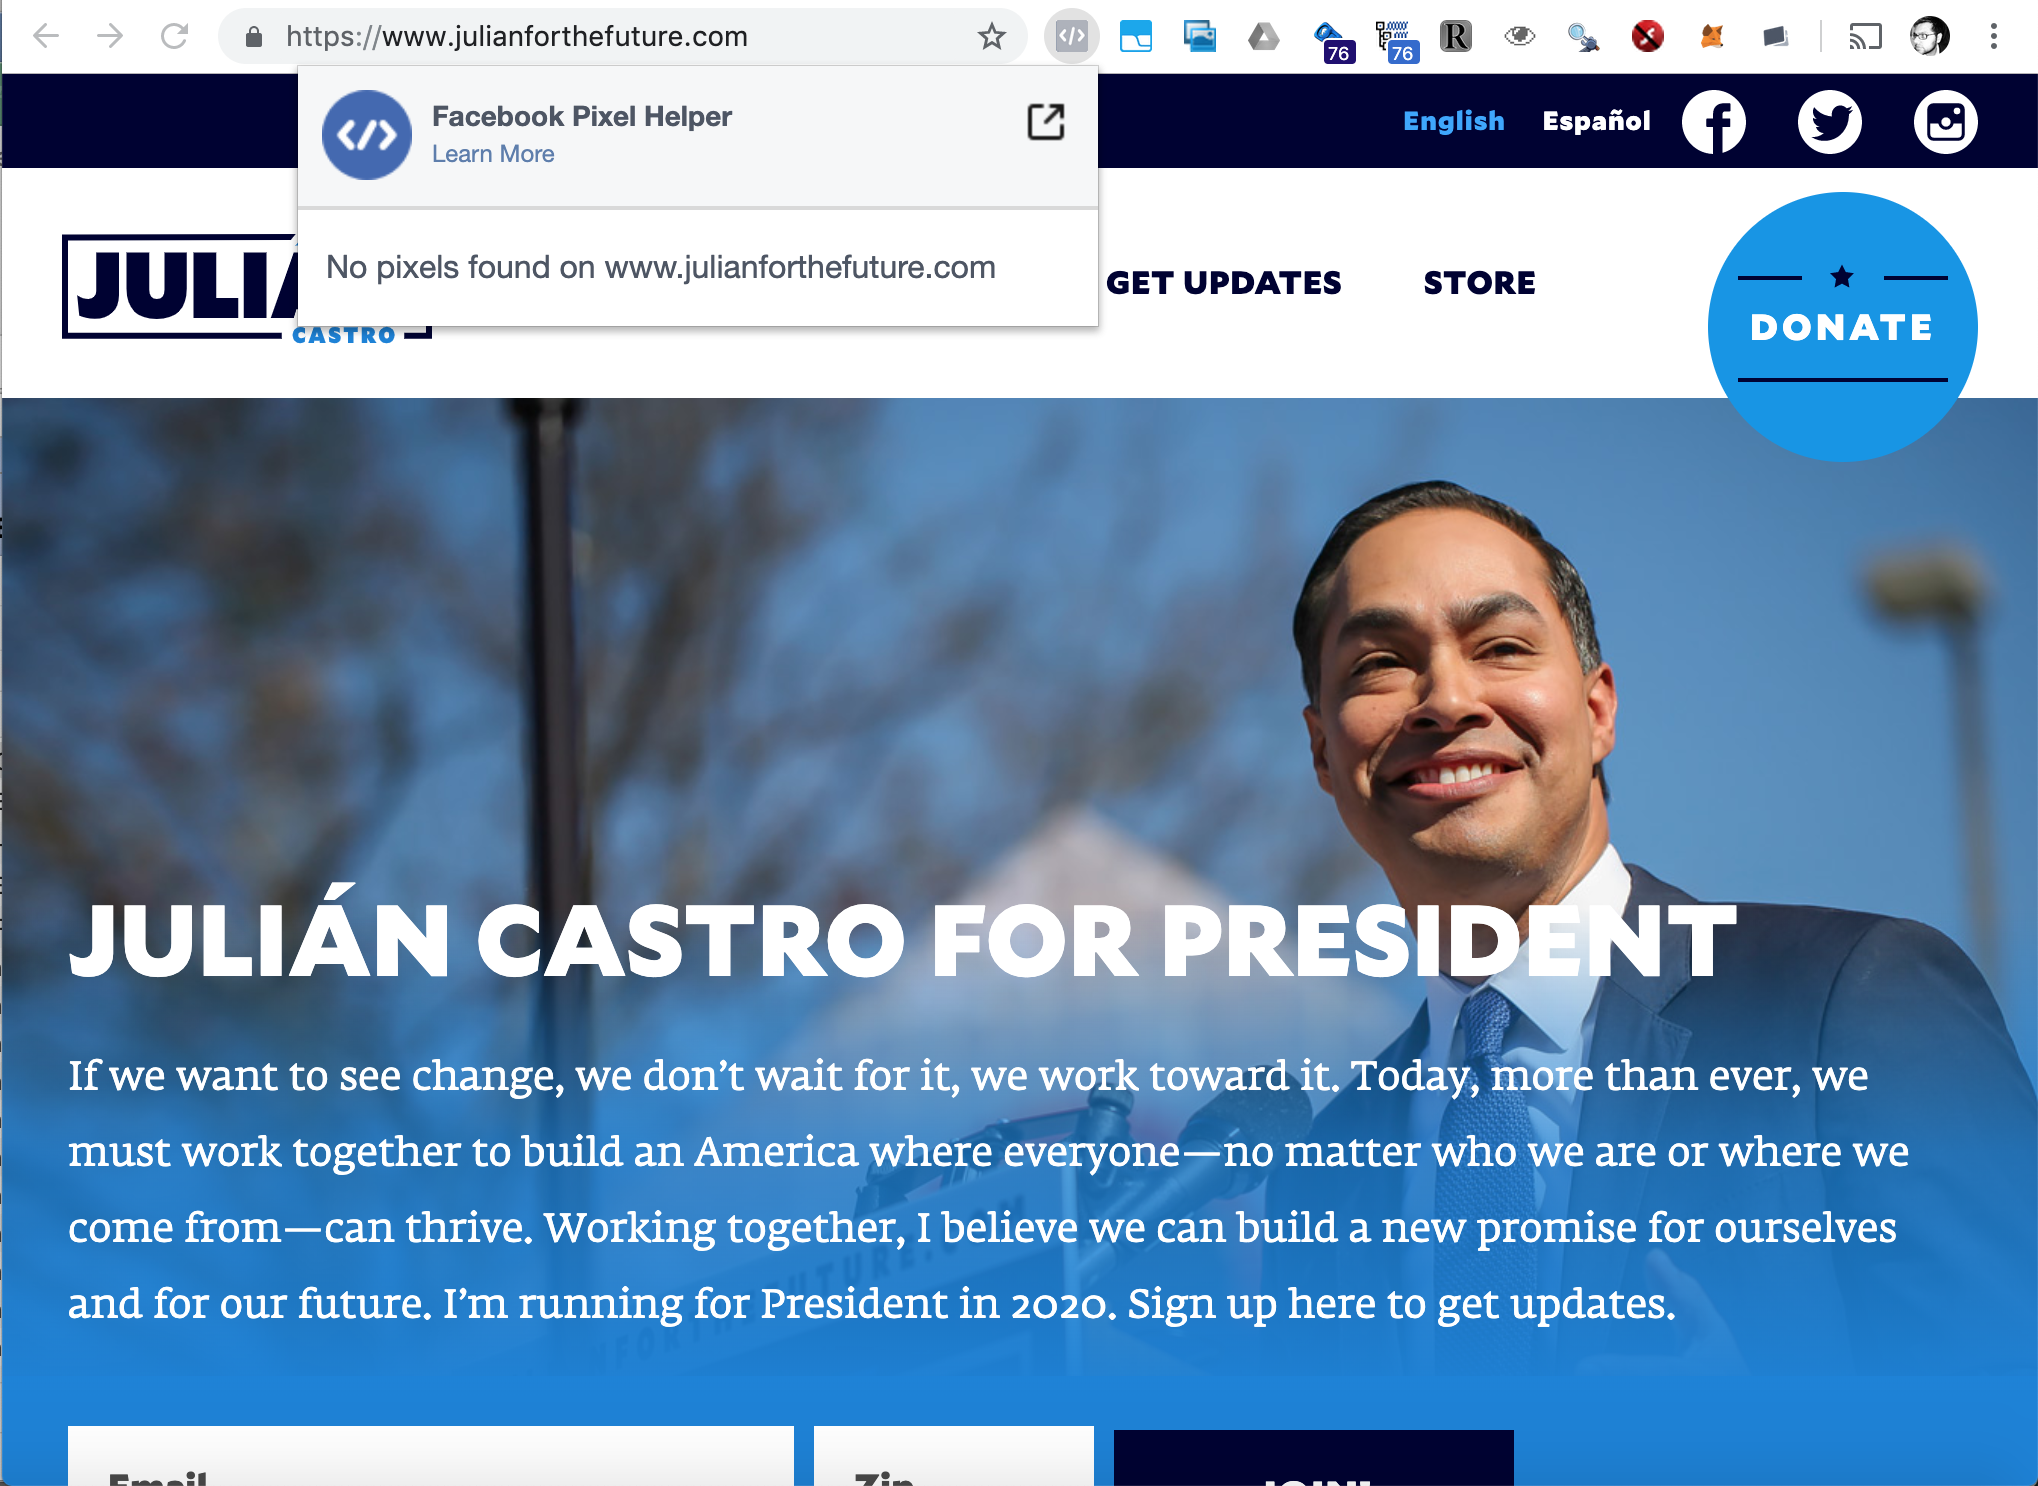 https://www.julianforthefuture.com
76
76
R
Facebook Pixel Helper
Learn More
No pixels found on www.julianforthefuture.com
English
Español
JULIÁ
CASTRO
GET UPDATES
STORE
DONATE
JULIÁN CASTRO FOR PRESIDENT
If we want to see change, we don’t wait for it, we work toward it. Today, more than ever, we
must work together to build an America where everyone—no matter who we are or where we
come from—can thrive. Working together, I believe we can build a new promise for ourselves
and for our future. I’m running for President in 2020. Sign up here to get updates.
Email
Zip
JOIN!